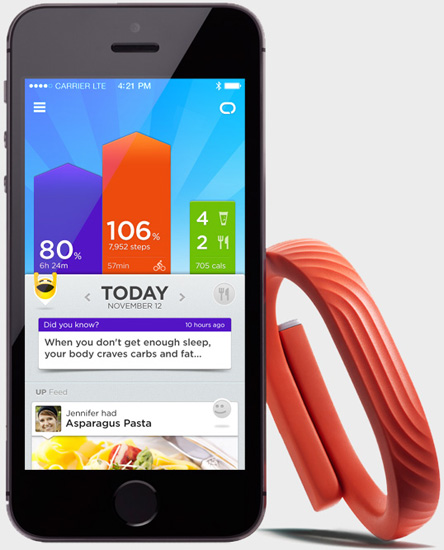 CARRIER LTE 4:21 PM
80%
6h 24m
106%
7,952 steps
57min
4
2
705 cals
TODAY
NOVEMBER 12
Did you know? 10 hours ago
When you don't get enough sleep,
your body craves carbs and fat...
UP Feed
Jennifer had
Asparagus Pasta